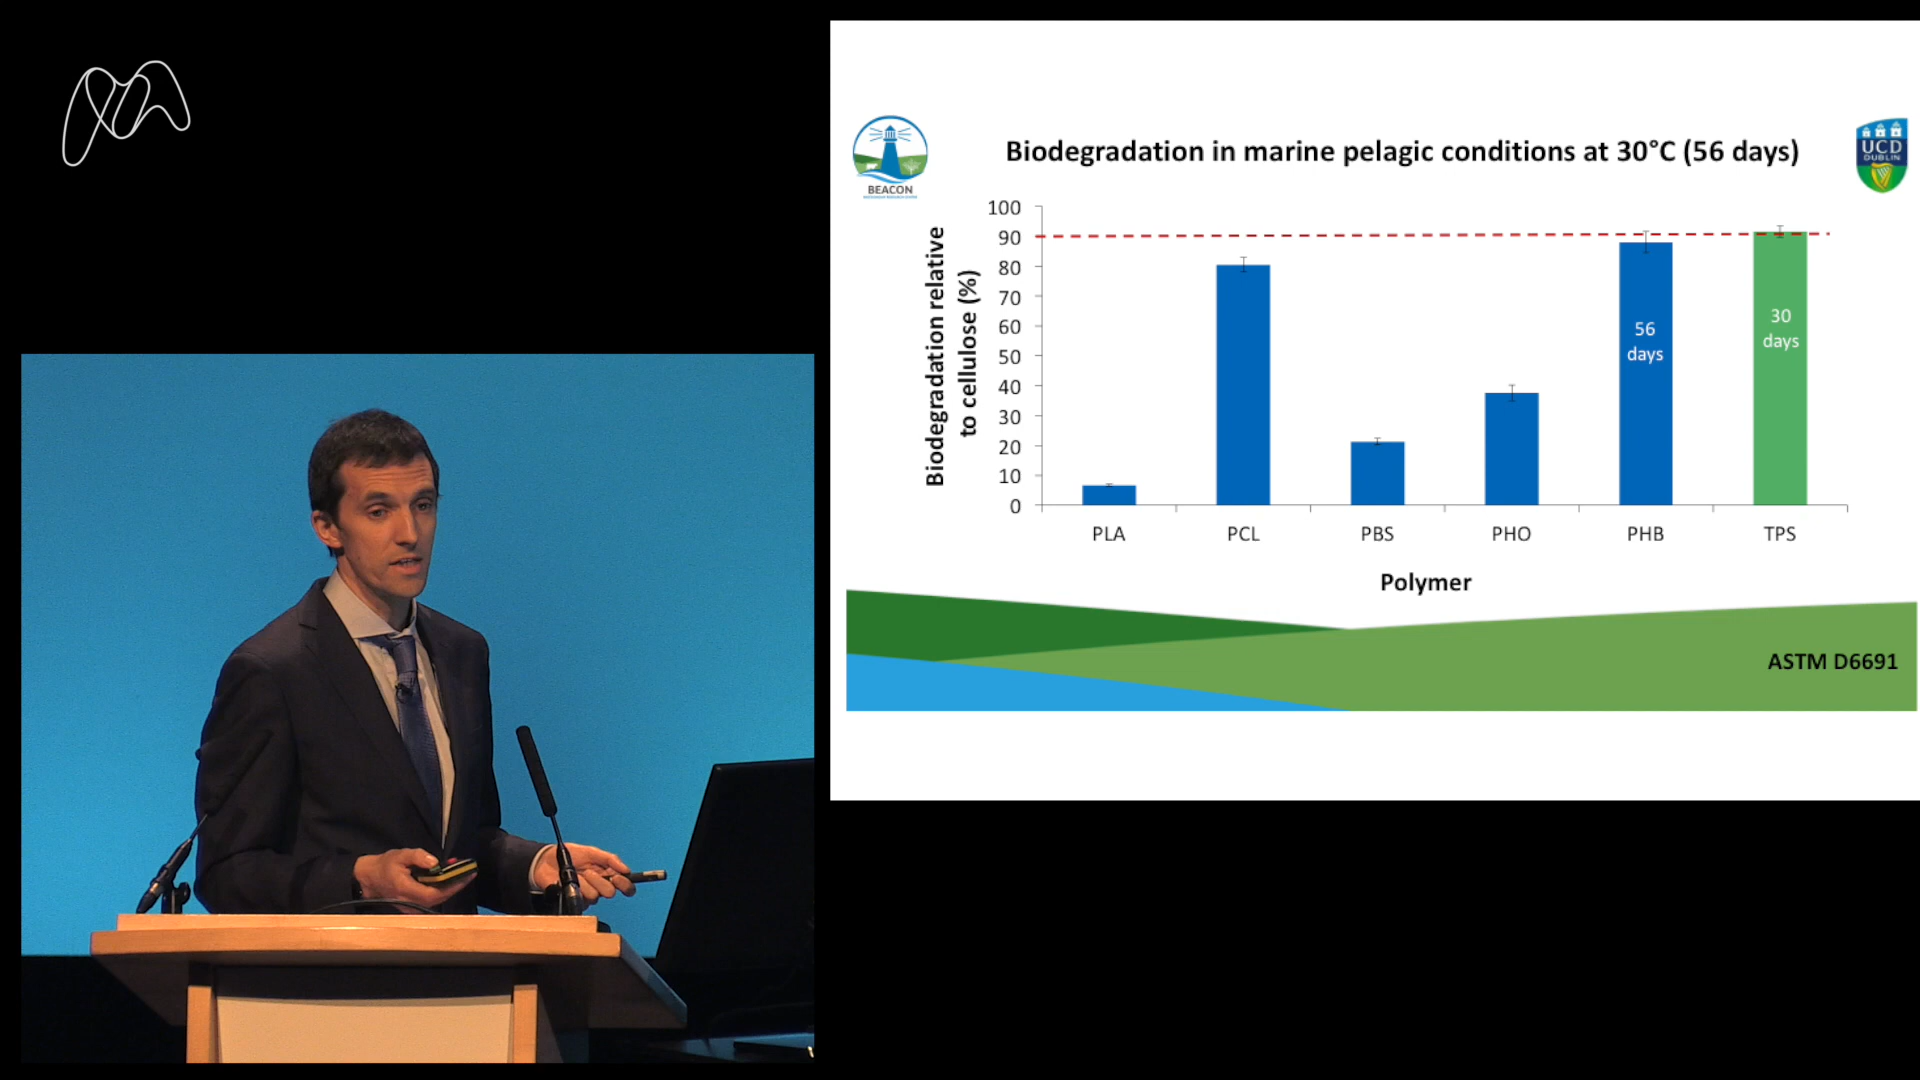 Biodegradation in marine pelagic conditions at 30°C (56 days)
BEACON
UCD
DUBLIN
Biodegradation relative
to cellulose (%)
100
90
80
70
60
50
40
30
20
10
0
56
days
30
days
PLA
PCL
PBS
PHO
PHB
TPS
Polymer
ASTM D6691